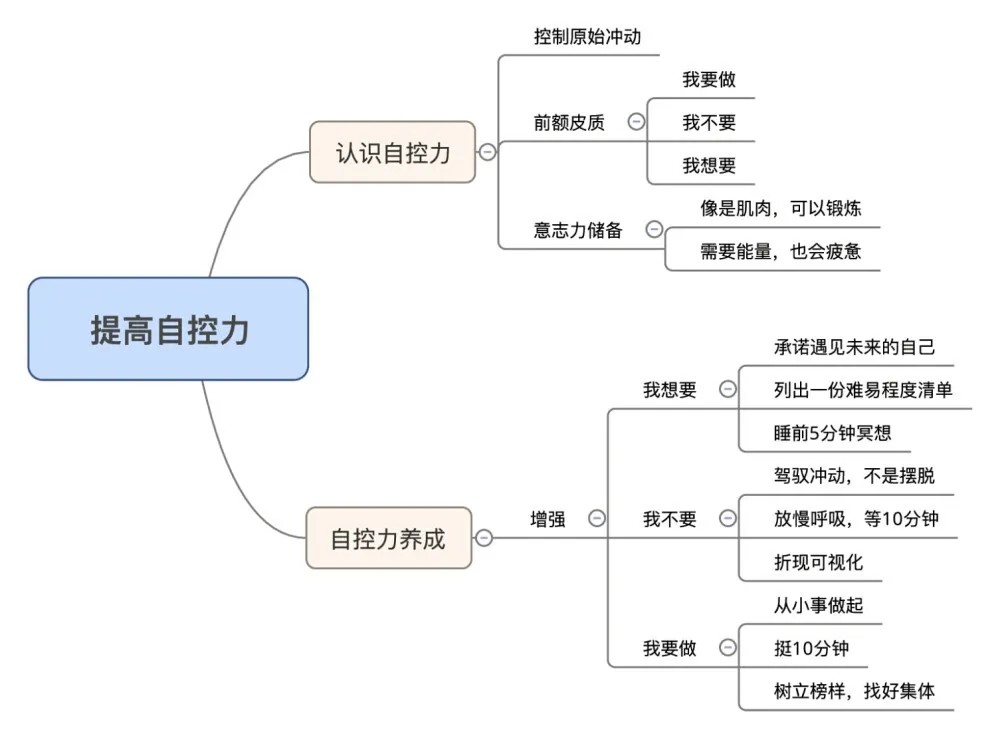 提高自控力
认识自控力
控制原始冲动
前额皮质
我要做
我不要
我想要
意志力储备
像是肌肉，可以锻炼
需要能量，也会疲惫
自控力养成
增强
我想要
承诺遇见未来的自己
列出一份难易程度清单
睡前5分钟冥想
我不要
驾驭冲动，不是摆脱
放慢呼吸，等10分钟
折现可视化
我要做
从小事做起
挺10分钟
树立榜样，找好集体